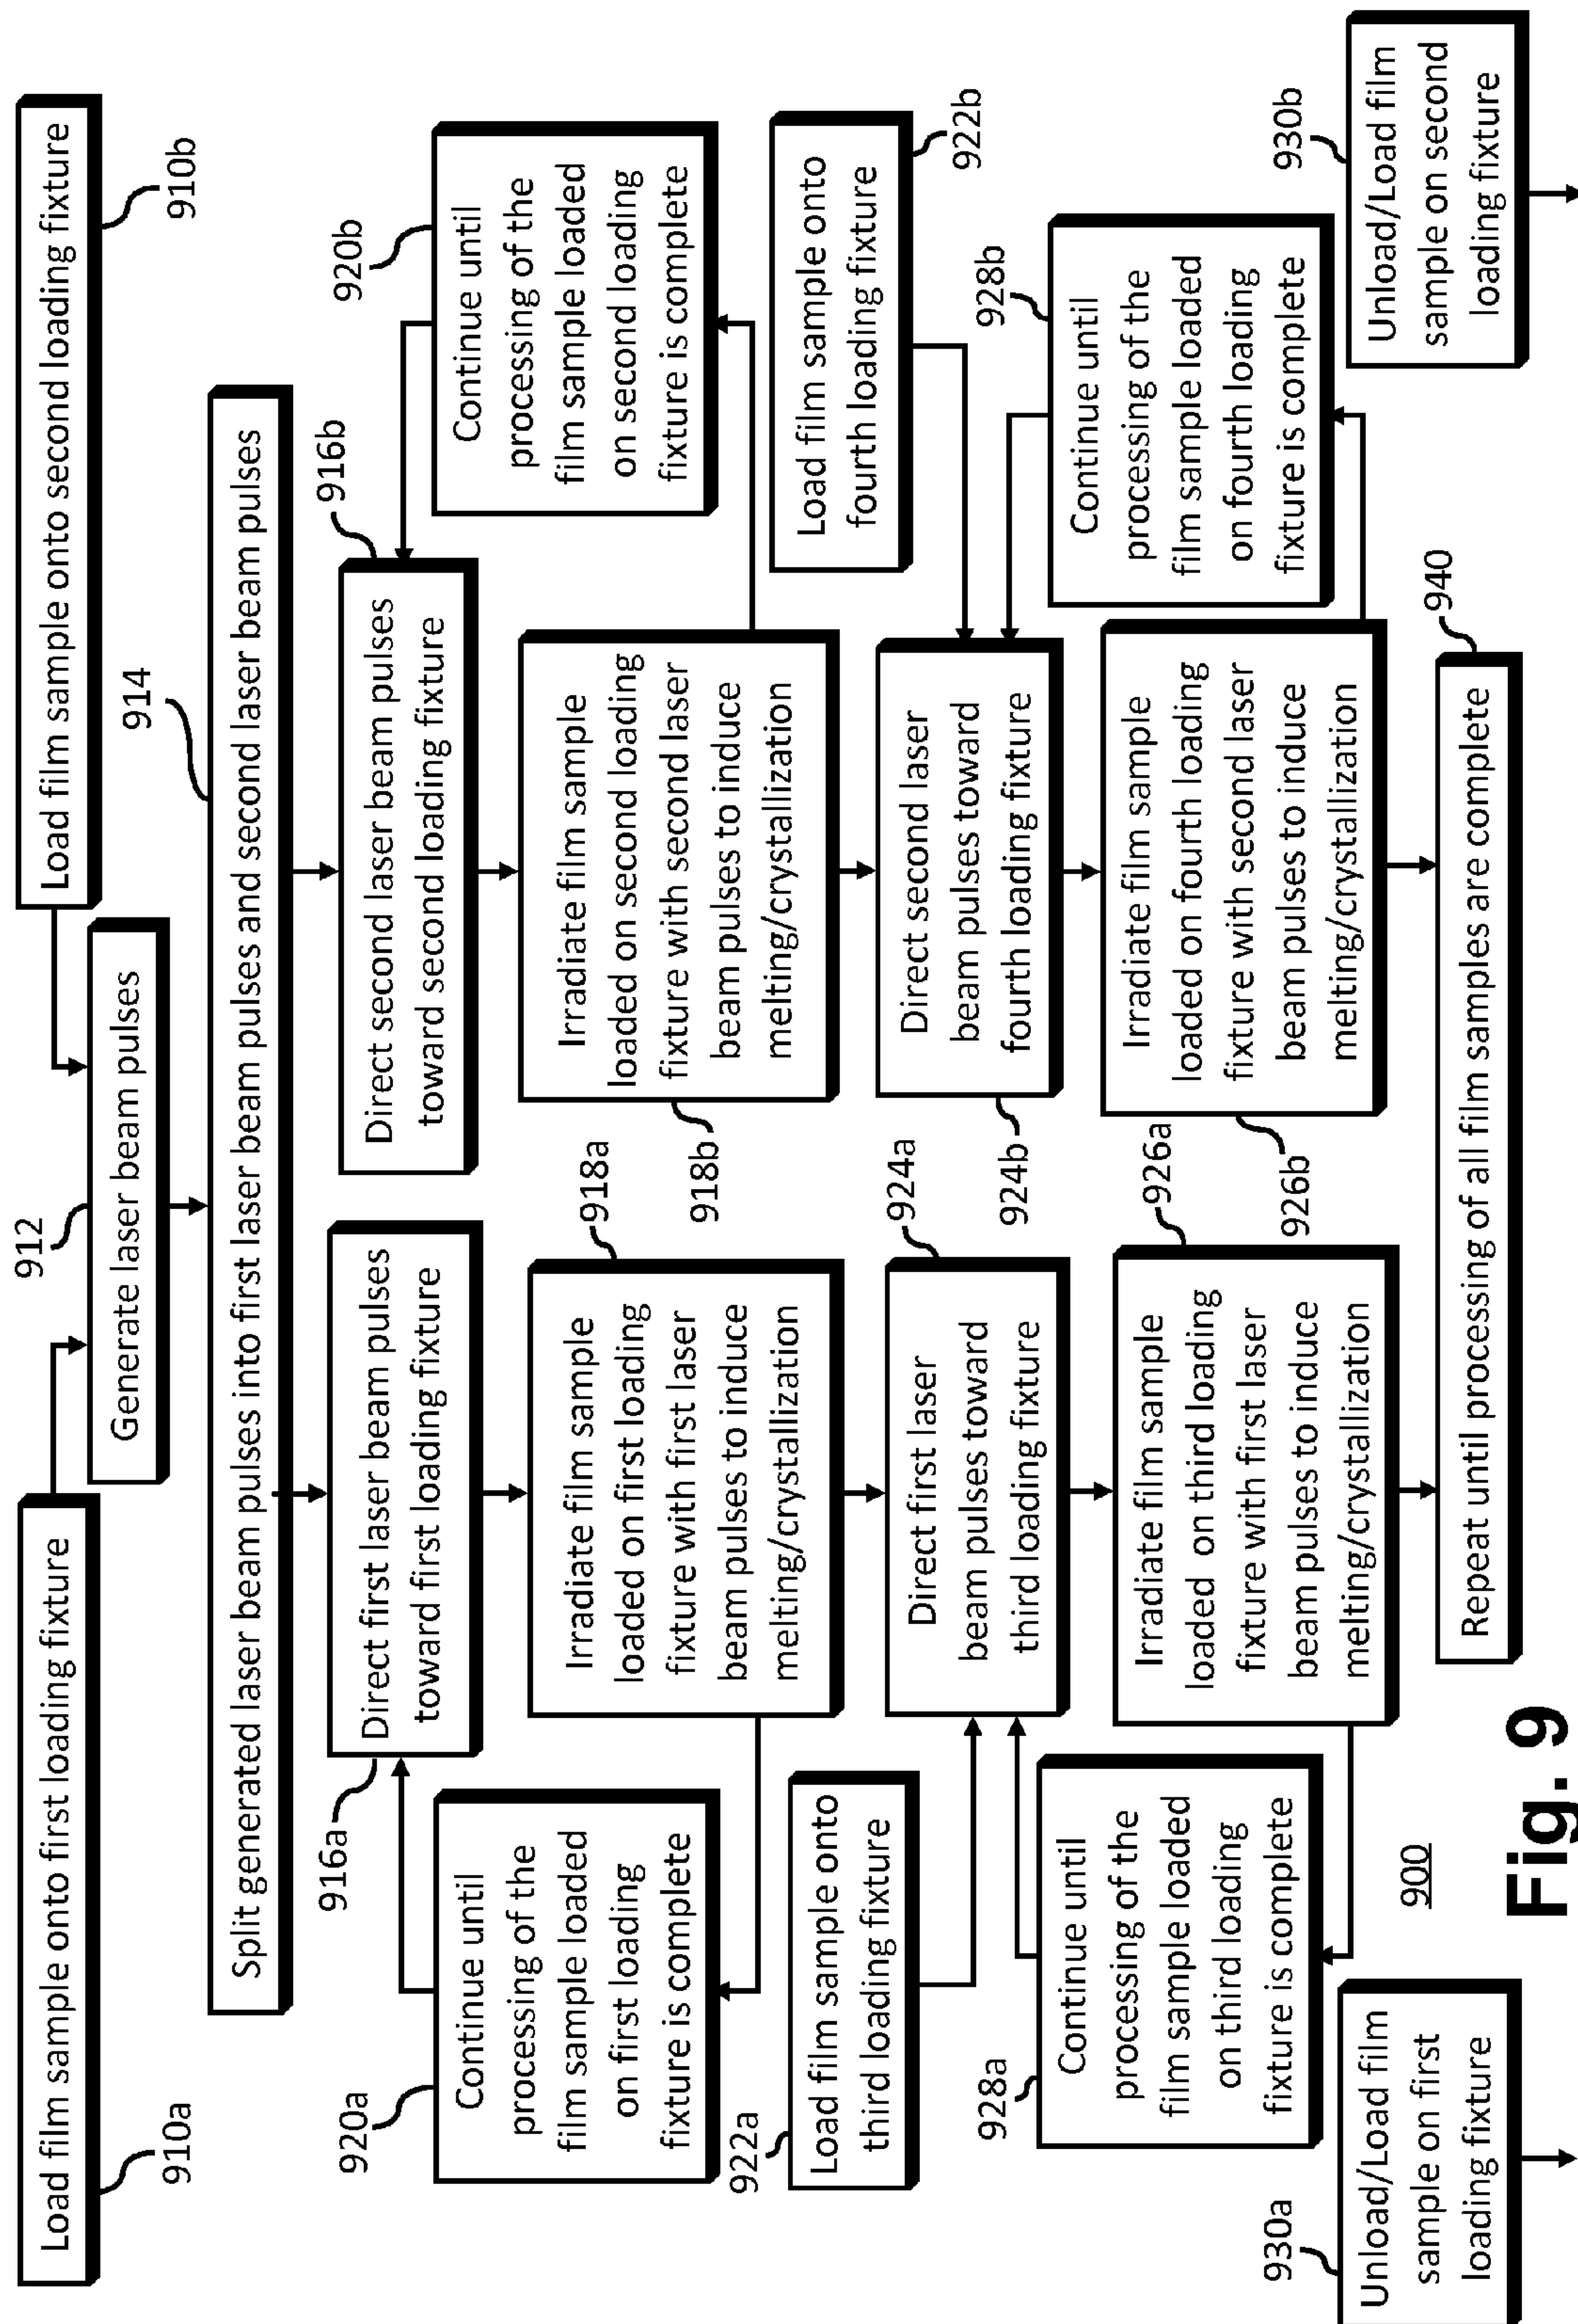 910a
Load film sample onto first loading fixture
Load film sample onto second loading fixture
910b
912
Generate laser beam pulses
914
Split generated laser beam pulses into first laser beam pulses and second laser beam pulses
916a
Direct first laser beam pulses
toward first loading fixture
916b
Direct second laser beam pulses
toward second loading fixture
918a
Irradiate film sample
loaded on first loading
fixture with first laser
beam pulses to induce
melting/crystallization
918b
Irradiate film sample
loaded on second loading
fixture with second laser
beam pulses to induce
melting/crystallization
920a
Continue until
processing of the
film sample loaded
on first loading
fixture is complete
920b
Continue until
processing of the
film sample loaded
on second loading
fixture is complete
922a
Load film sample onto
third loading fixture
922b
Load film sample onto
fourth loading fixture
924a
Direct first laser
beam pulses toward
third loading fixture
924b
Direct second laser
beam pulses toward
fourth loading fixture
926a
Irradiate film sample
loaded on third loading
fixture with first laser
beam pulses to induce
melting/crystallization
926b
Irradiate film sample
loaded on fourth loading
fixture with second laser
beam pulses to induce
melting/crystallization
928a
Continue until
processing of the
film sample loaded
on third loading
fixture is complete
928b
Continue until
processing of the
film sample loaded
on fourth loading
fixture is complete
930a
Unload/Load film
sample on first
loading fixture
930b
Unload/Load film
sample on second
loading fixture
940
Repeat until processing of all film samples are complete
900
Fig. 9